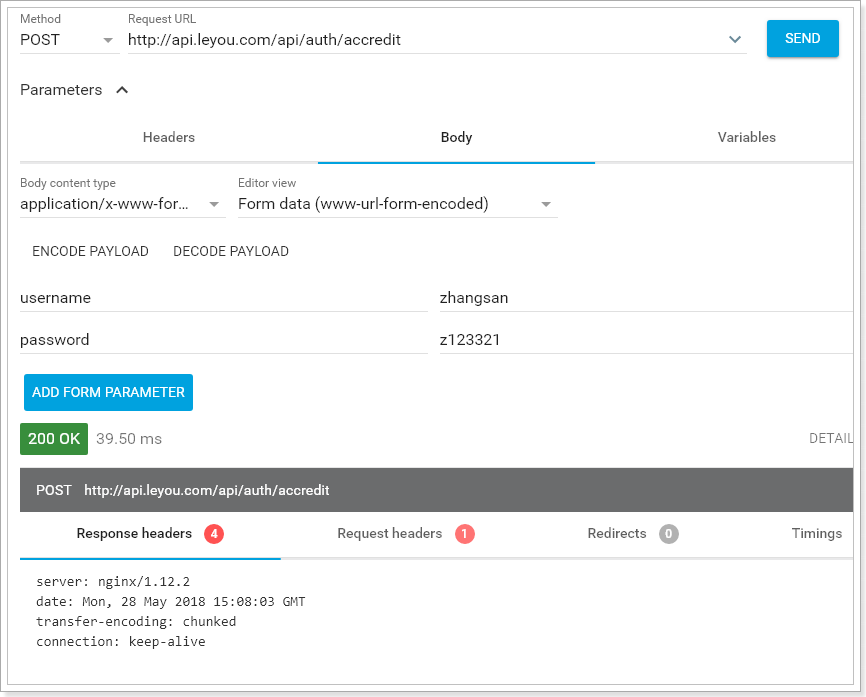 Method Request URL
POST http://api.leyou.com/api/auth/accredit SEND
Parameters
Headers Body Variables
Body content type Editor view
application/x-www-for... Form data (www-url-form-encoded)
ENCODE PAYLOAD DECODE PAYLOAD
username zhangsan
password z123321
ADD FORM PARAMETER
200 OK 39.50 ms DETAIL
POST http://api.leyou.com/api/auth/accredit
Response headers 4 Request headers 1 Redirects 0 Timings
server: nginx/1.12.2
date: Mon, 28 May 2018 15:08:03 GMT
transfer-encoding: chunked
connection: keep-alive